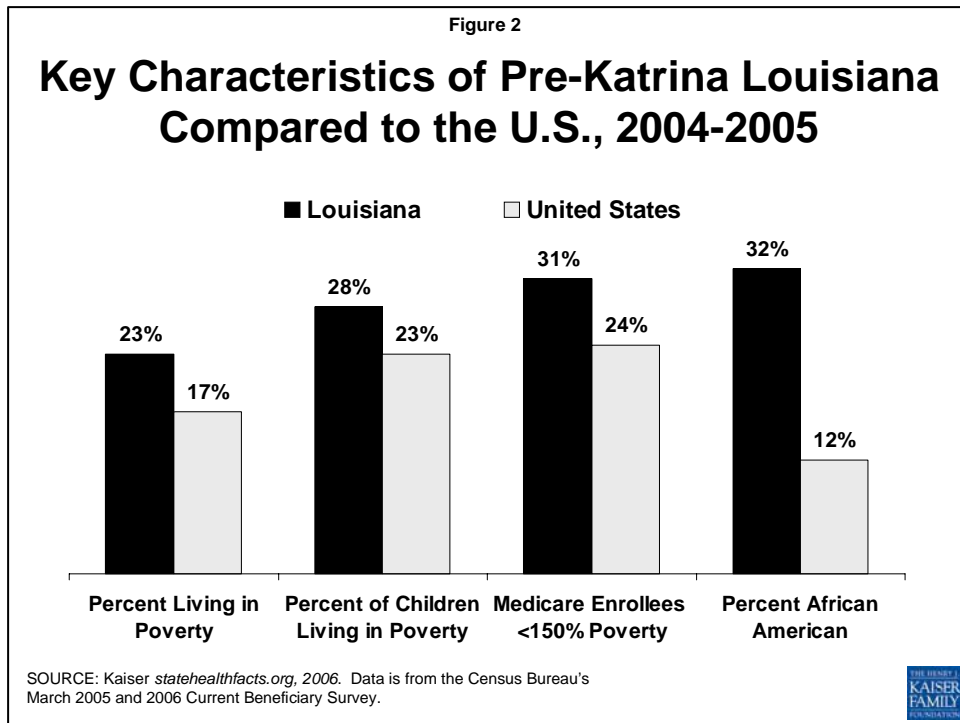 Figure 2
Key Characteristics of Pre-Katrina Louisiana
Compared to the U.S., 2004-2005
Louisiana
United States
23%
17%
28%
23%
31%
24%
32%
12%
Percent Living in
Poverty
Percent of Children
Living in Poverty
Medicare Enrollees
<150% Poverty
Percent African
American
SOURCE: Kaiser statehealthfacts.org, 2006. Data is from the Census Bureau's
March 2005 and 2006 Current Beneficiary Survey.
THE HENRY J.
KAISER
FAMILY
FOUNDATION